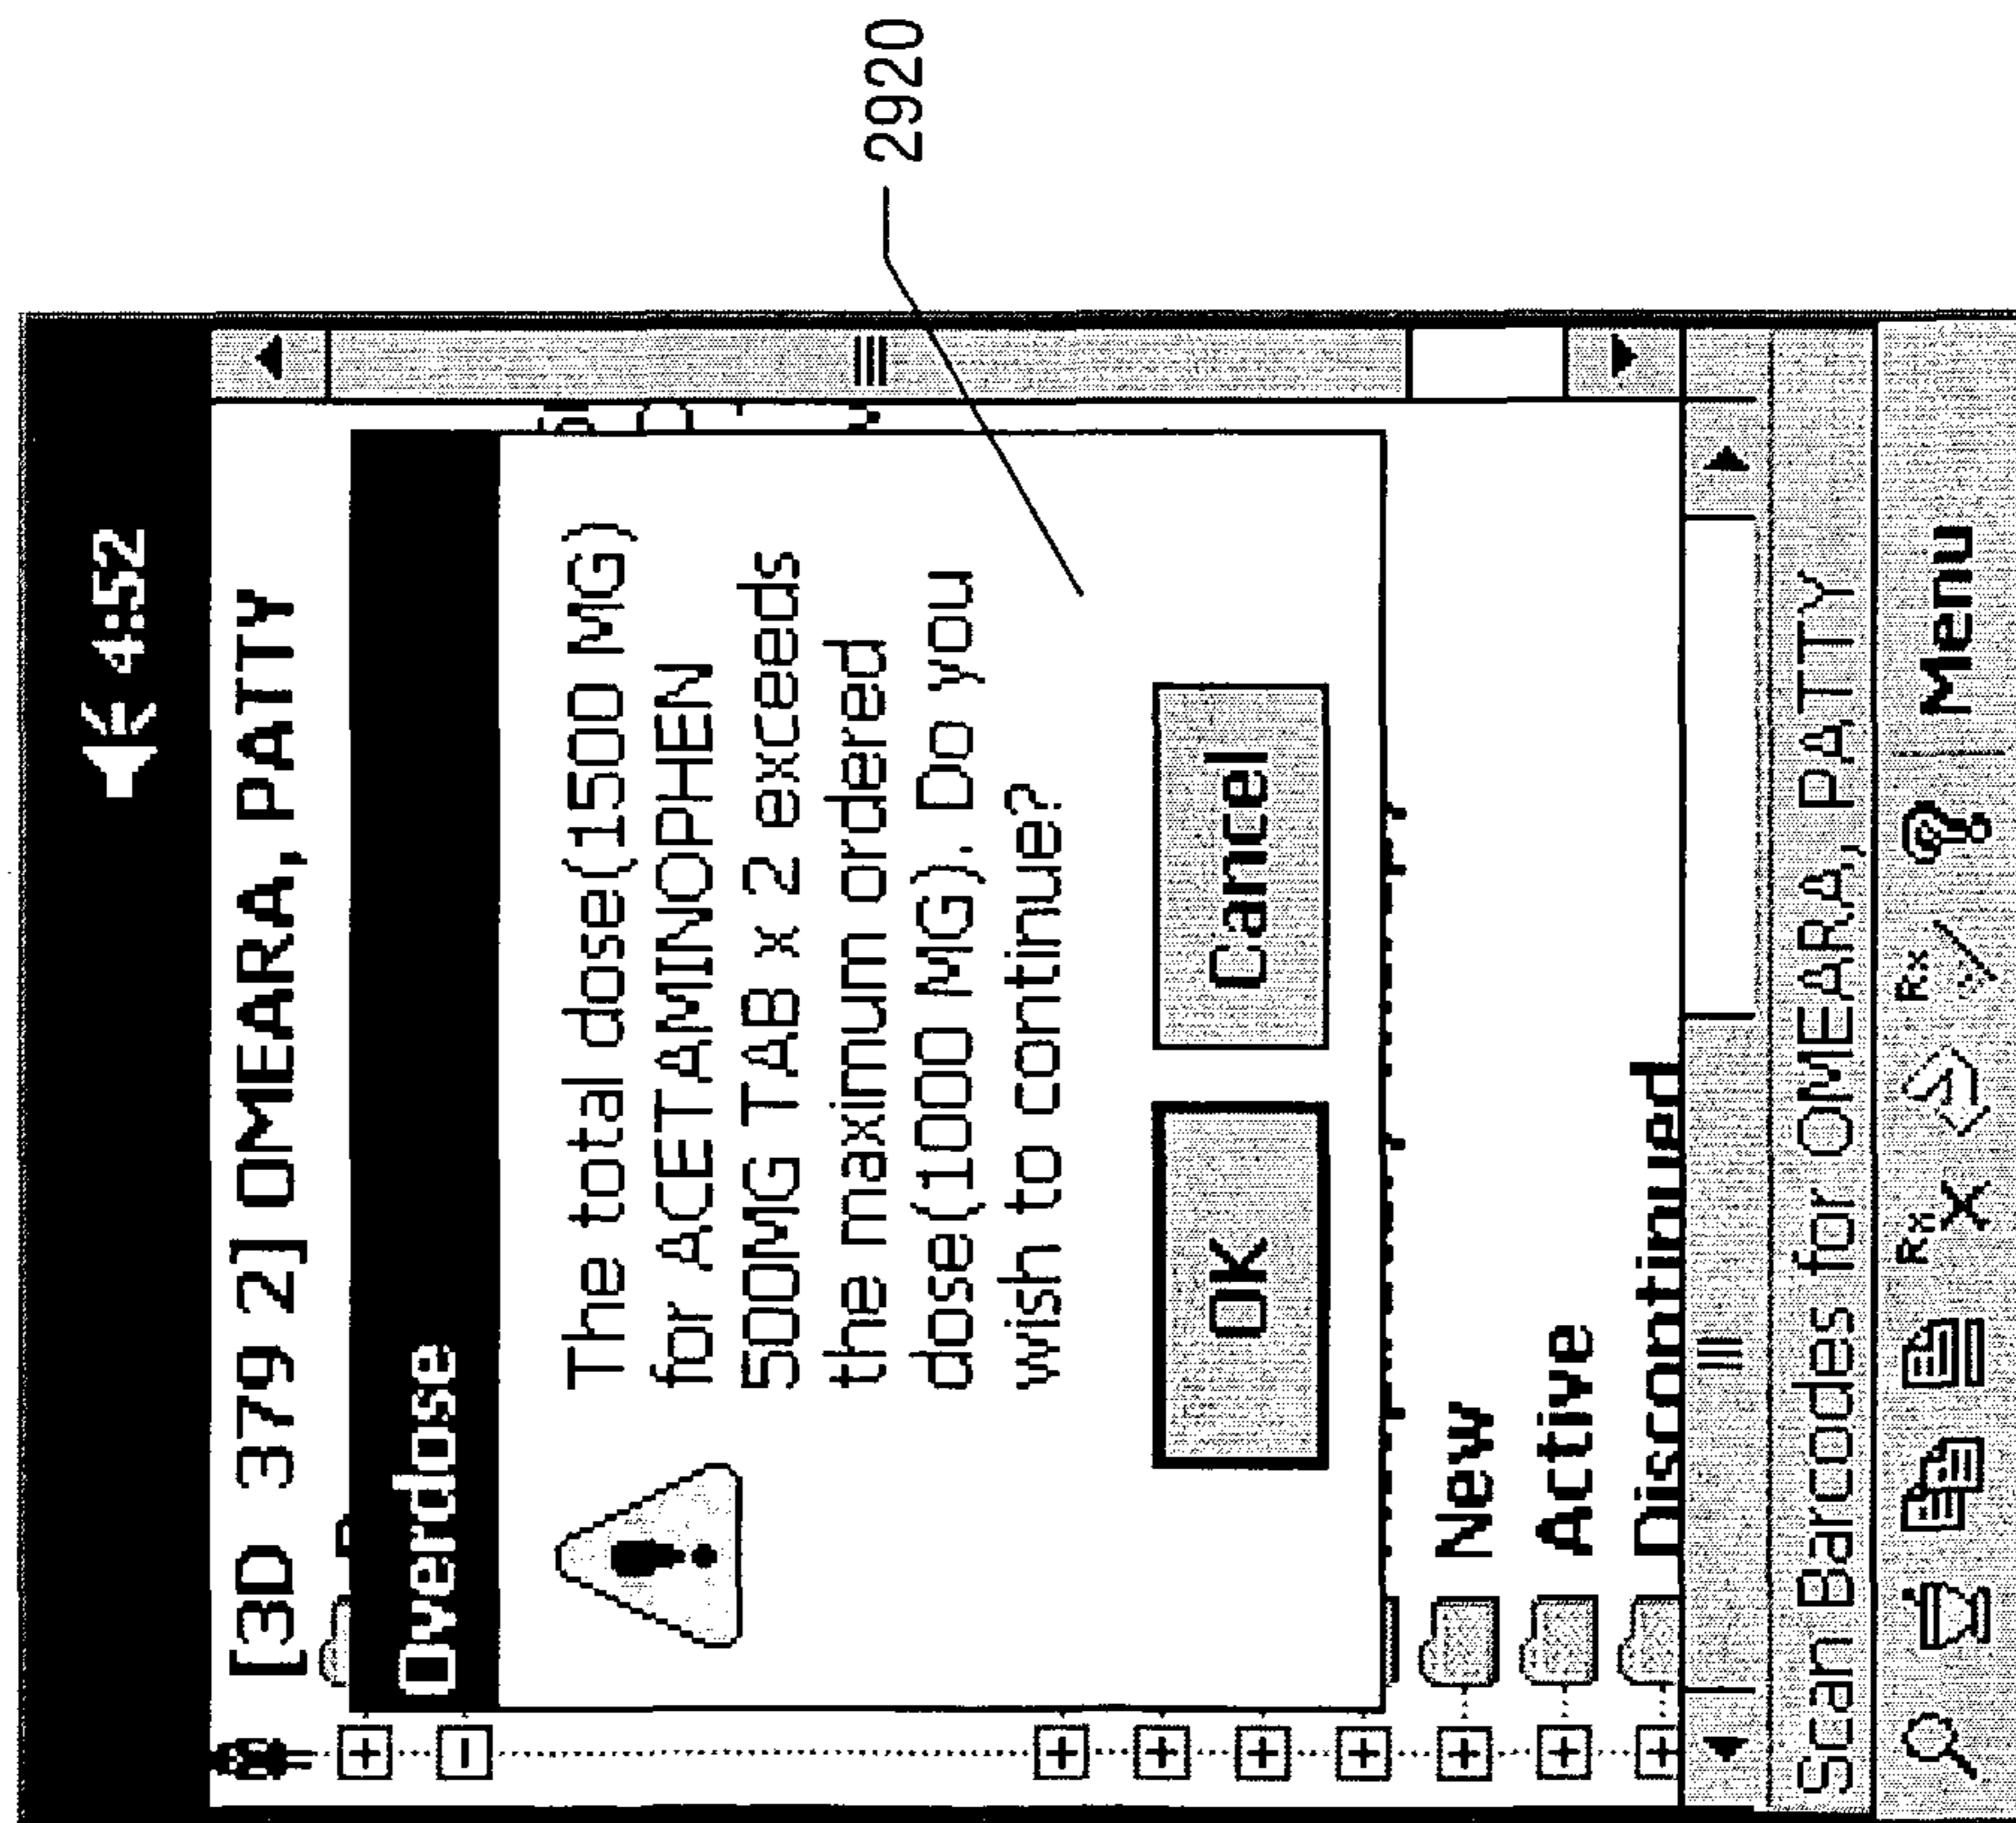 4:52
[3D 379 2] OMEARA, PATTY
Overdose
The total dose(1500 MG)
for ACETAMINOPHEN
500MG TAB x 2 exceeds
the maximum ordered
dose(1000 MG). Do you
wish to continue?
OK Cancel
New
Active
Discontinued
Scan Barcodes for OMEARA, PATTY
Rx Rx Menu
2920